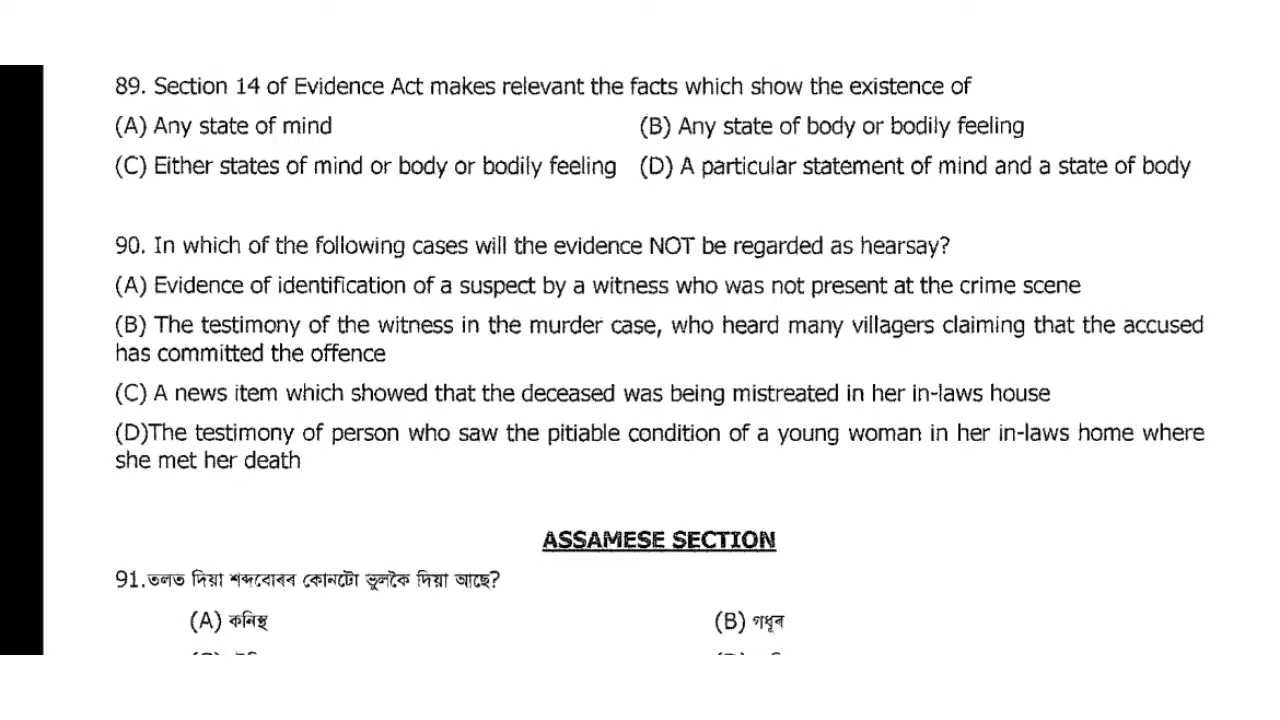 89. Section 14 of Evidence Act makes relevant the facts which show the existence of
(A) Any state of mind (B) Any state of body or bodily feeling
(C) Either states of mind or body or bodily feeling (D) A particular statement of mind and a state of body
90. In which of the following cases will the evidence NOT be regarded as hearsay?
(A) Evidence of identification of a suspect by a witness who was not present at the crime scene
(B) The testimony of the witness in the murder case, who heard many villagers claiming that the accused
has committed the offence
(C) A news item which showed that the deceased was being mistreated in her in-laws house
(D)The testimony of person who saw the pitiable condition of a young woman in her in-laws home where
she met her death
ASSAMESE SECTION
91.তলত দিয়া শব্দবোৰৰ কোনটো ভুলকৈ দিয়া আছে?
(A) কনিস্থ (B) গধূৰ